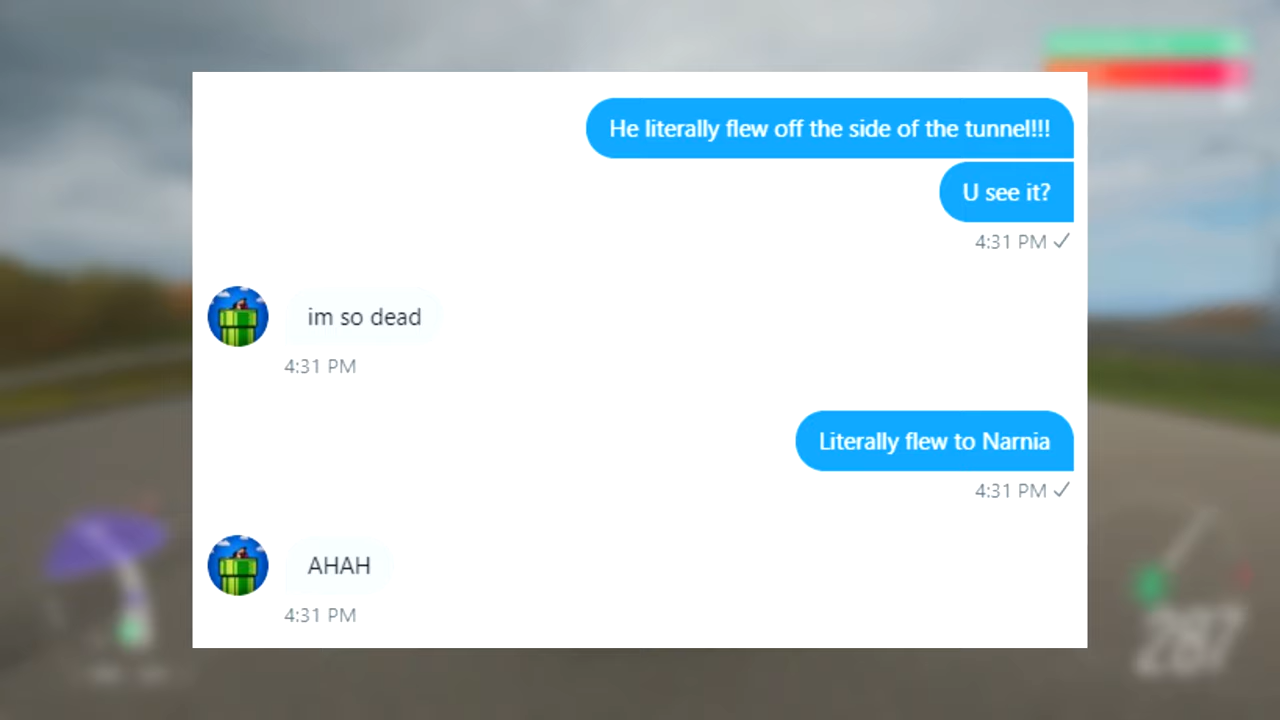 He literally flew off the side of the tunnel!!!
U see it?
4:31 PM ✓
im so dead
4:31 PM
Literally flew to Narnia
4:31 PM ✓
AHAH
4:31 PM
287